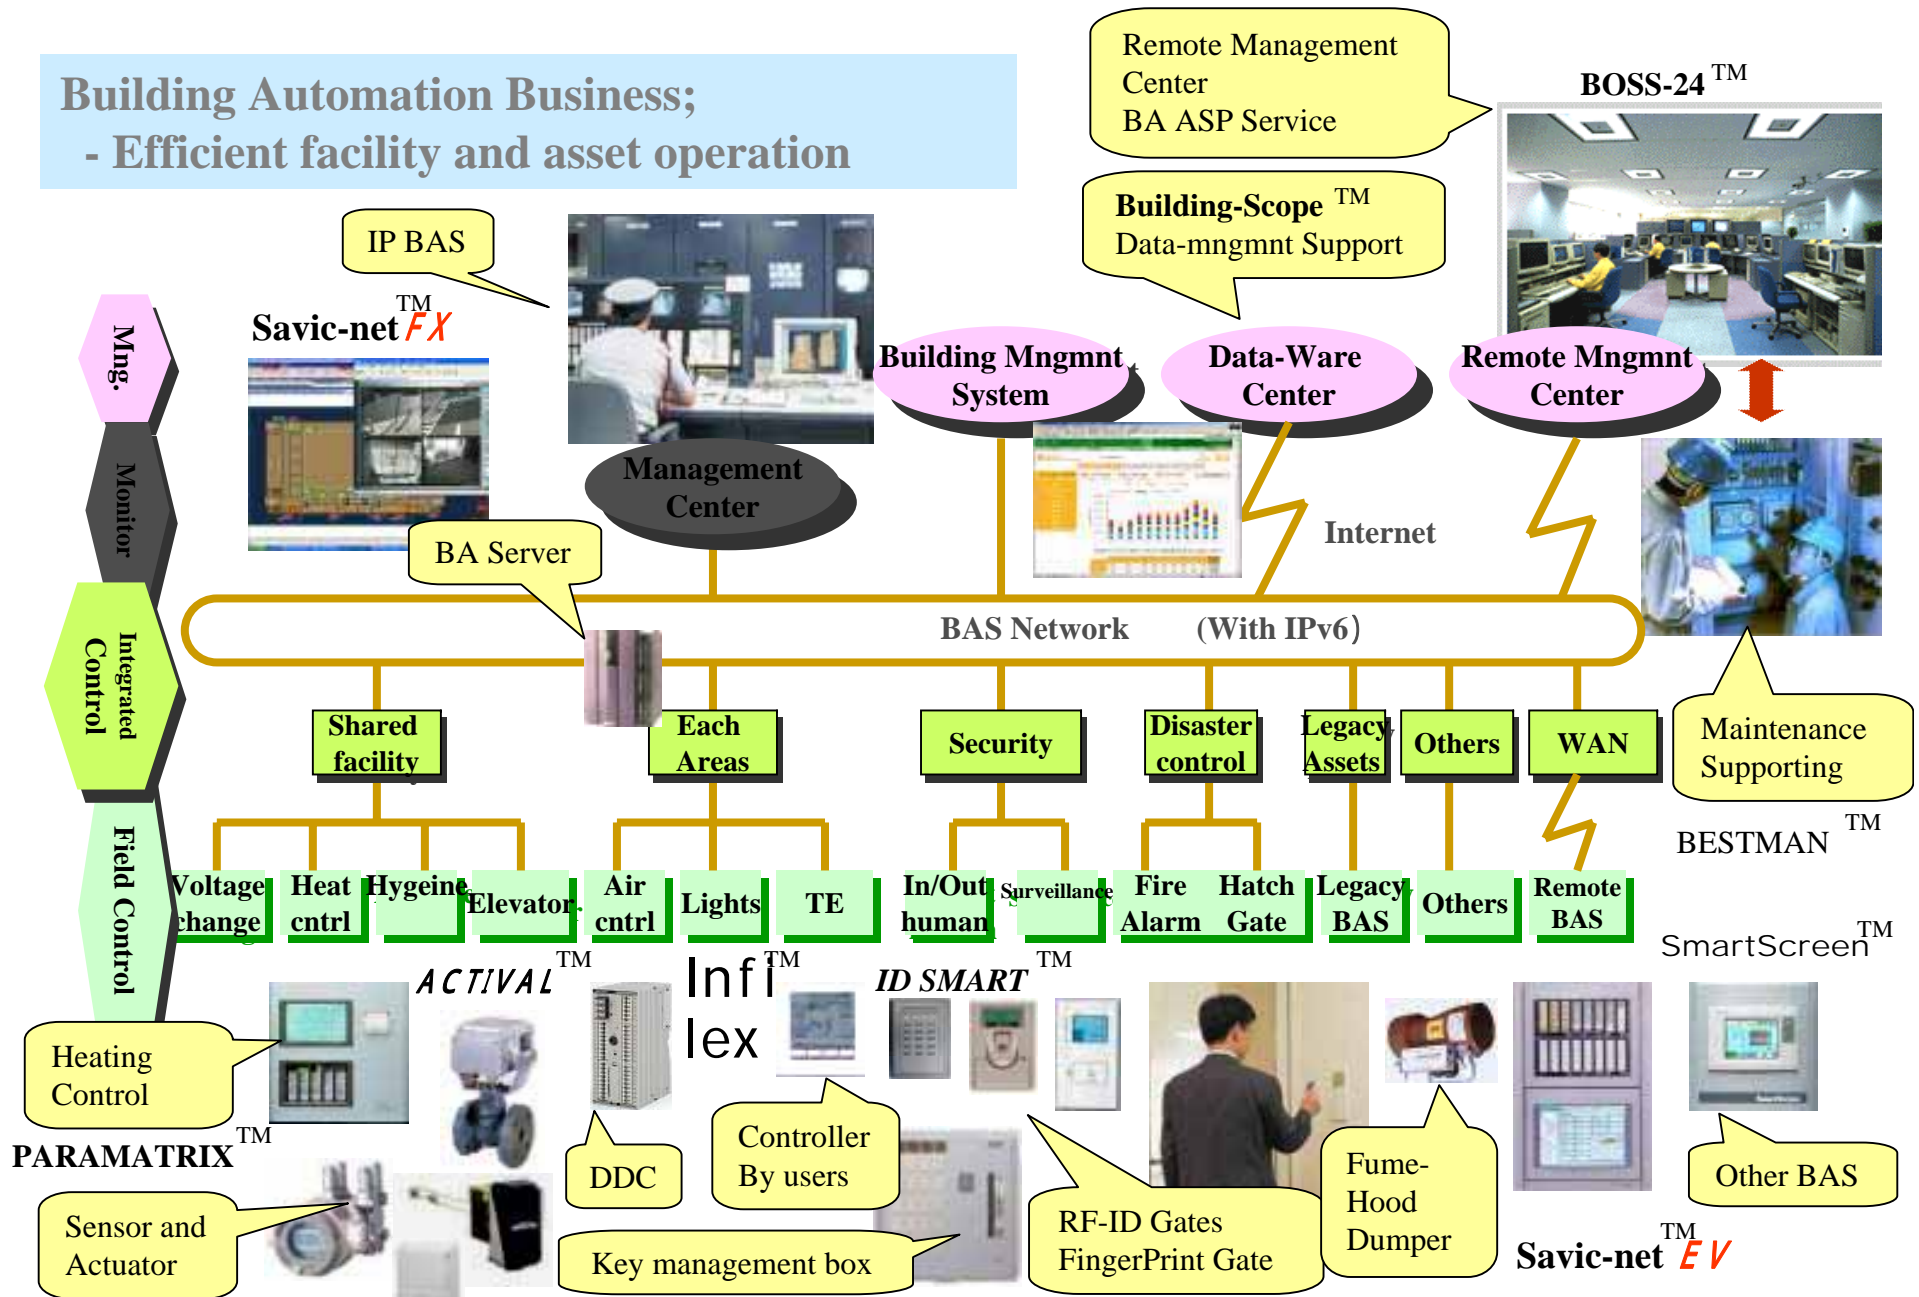 Building Automation Business;
- Efficient facility and asset operation
Remote Management
Center
BA ASP Service
BOSS-24 TM
Building-Scope TM
Data-mngmnt Support
IP BAS
Savic-net FX TM
Mng.
Monitor
Integrated
Control
Field Control
Building Mngmnt
System
Data-Ware
Center
Remote Mngmnt
Center
Management
Center
BA Server
Internet
BAS Network (With IPv6)
Shared
facility
Each
Areas
Security
Disaster
control
Legacy
Assets
Others
WAN
Maintenance
Supporting
BESTMAN TM
Voltage
change
Heat
cntrl
Hygeine
Elevator
Air
cntrl
Lights
TE
In/Out
human
Surveillance
Fire
Alarm
Hatch
Gate
Legacy
BAS
Others
Remote
BAS
SmartScreen TM
ACTIVAL TM
Infi TM
lex
ID SMART TM
Heating
Control
PARAMATRIX TM
Sensor and
Actuator
DDC
Controller
By users
Key management box
RF-ID Gates
FingerPrint Gate
Fume-
Hood
Dumper
Other BAS
Savic-net EV TM